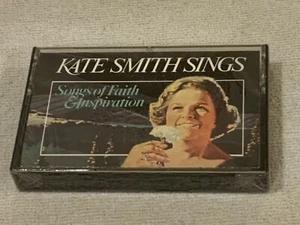 KATE SMITH SINGS
Songs of Faith
& Inspiration